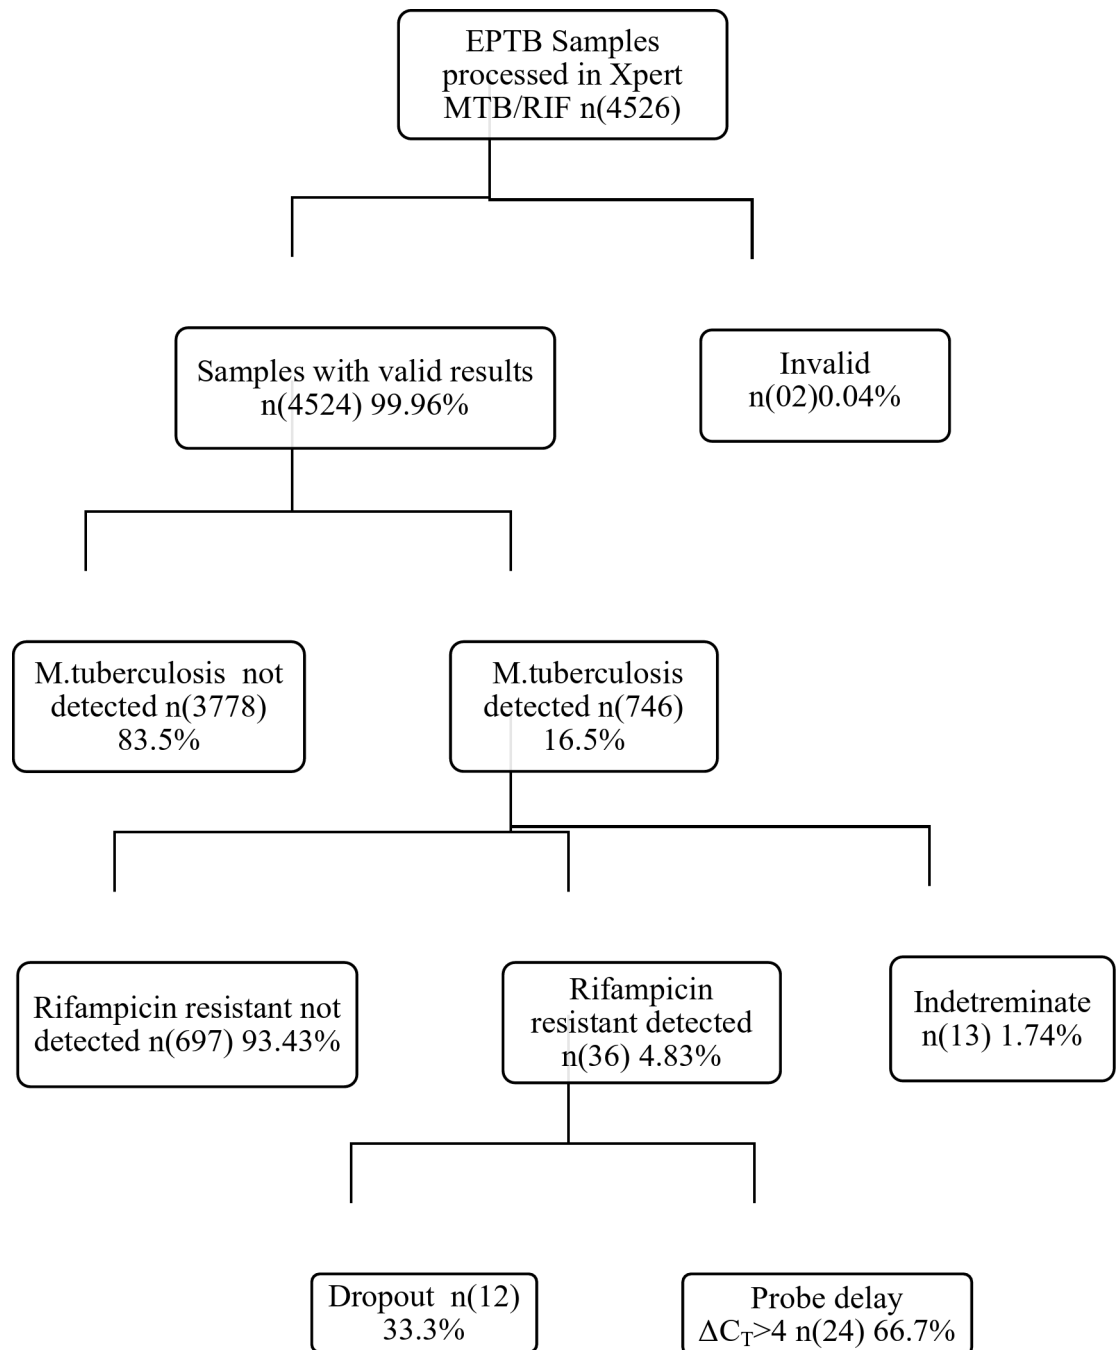 EPTB Samples
processed in Xpert
MTB/RIF n(4526)
Samples with valid results
n(4524) 99.96%
Invalid
n(02)0.04%
M.tuberculosis  not
detected n(3778)
83.5%
M.tuberculosis
detected n(746)
16.5%
Rifampicin resistant not
detected n(697) 93.43%
Rifampicin
resistant detected
n(36) 4.83%
Indetreminate
n(13) 1.74%
Dropout  n(12)
33.3%
Probe delay
ΔC_T>4 n(24) 66.7%